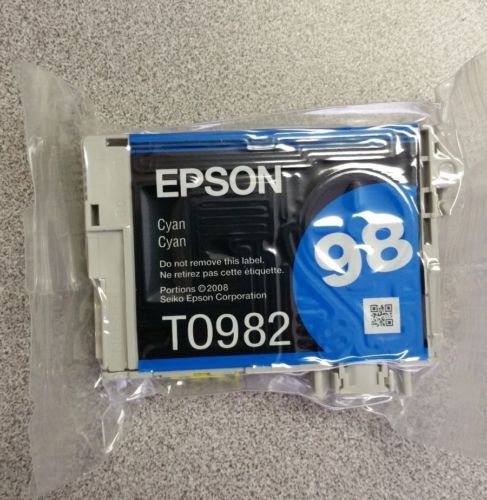 EPSON
Cyan
Cyan
Do not remove this label.
Ne retirez pas cette étiquette.
Portions ©2008
Seiko Epson Corporation
T0982
98